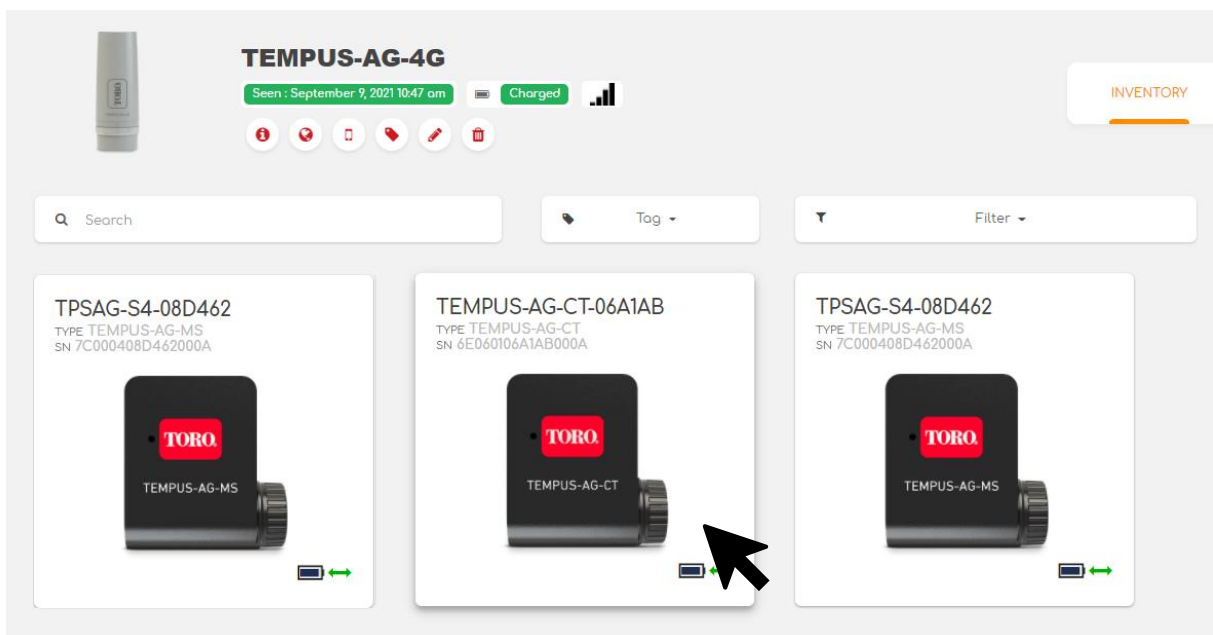 TEMPUS-AG-4G
Seen : September 9, 2021 10:47 am
Charged
TORO
INVENTORY
Search
Tag
Filter
TPSAG-S4-08D462
TYPE TEMPUS-AG-MS
SN 7C000408D462000A
TORO.
TEMPUS-AG-MS
TEMPUS-AG-CT-06A1AB
TYPE TEMPUS-AG-CT
SN 6E060106A1AB000A
TORO.
TEMPUS-AG-CT
TPSAG-S4-08D462
TYPE TEMPUS-AG-MS
SN 7C000408D462000A
TORO.
TEMPUS-AG-MS